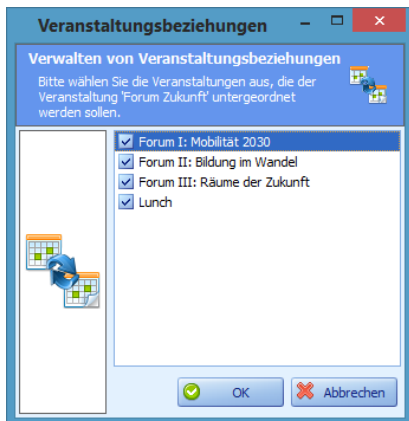 Veranstaltungsbeziehungen
Verwalten von Veranstaltungsbeziehungen
Bitte wählen Sie die Veranstaltungen aus, die der
Veranstaltung 'Forum Zukunft' untergeordnet
werden sollen.
Forum I: Mobilität 2030
Forum II: Bildung im Wandel
Forum III: Räume der Zukunft
Lunch
OK
Abbrechen